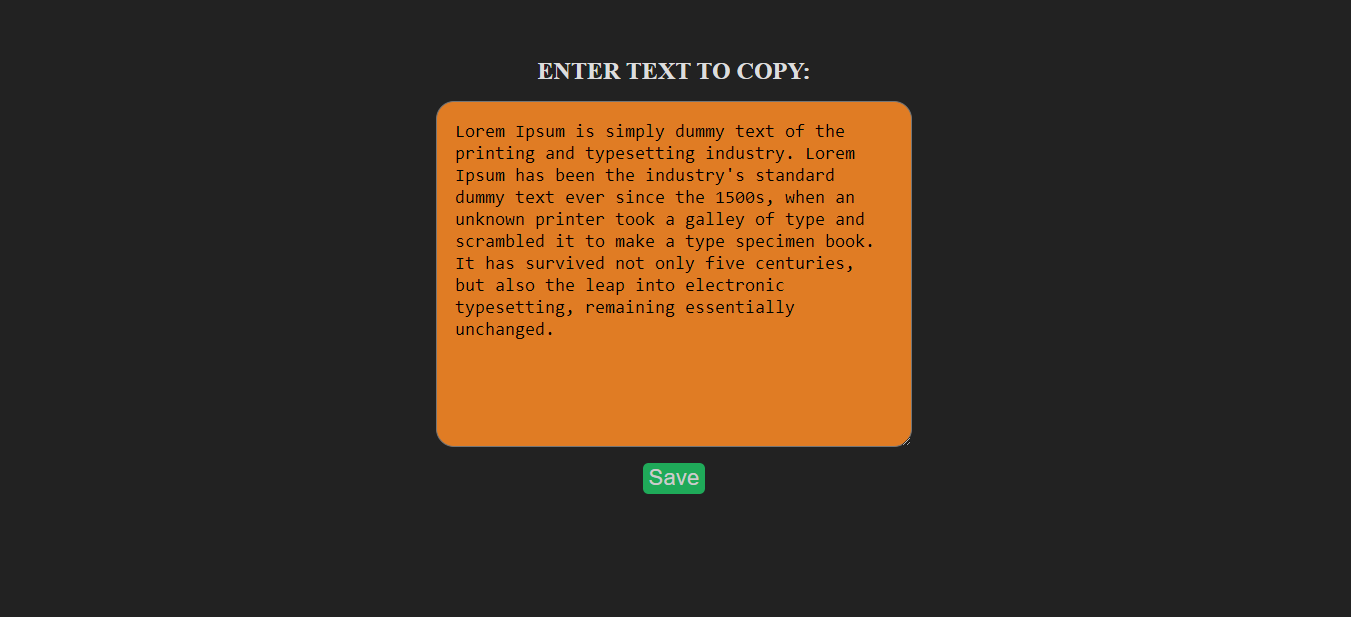 ENTER TEXT TO COPY:
Lorem Ipsum is simply dummy text of the
printing and typesetting industry. Lorem
Ipsum has been the industry's standard
dummy text ever since the 1500s, when an
unknown printer took a galley of type and
scrambled it to make a type specimen book.
It has survived not only five centuries,
but also the leap into electronic
typesetting, remaining essentially
unchanged.
Save